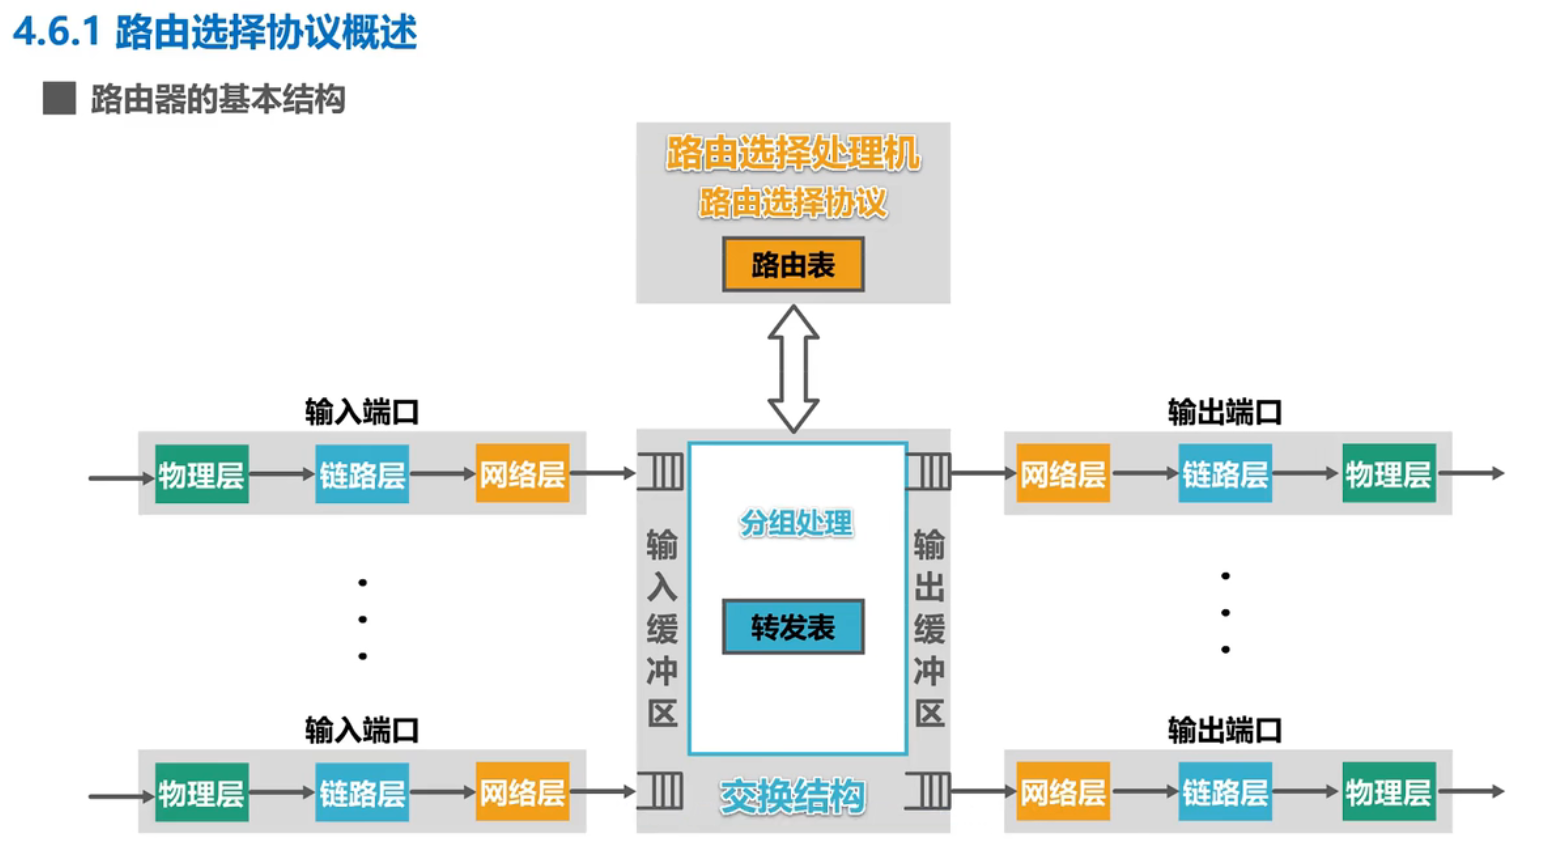 4.6.1 路由选择协议概述
路由器的基本结构
路由选择处理机
路由选择协议
路由表
输入端口
物理层
链路层
网络层
输出端口
网络层
链路层
物理层
分组处理
转发表
输入缓冲区
输出缓冲区
输入端口
物理层
链路层
网络层
交换结构
输出端口
网络层
链路层
物理层